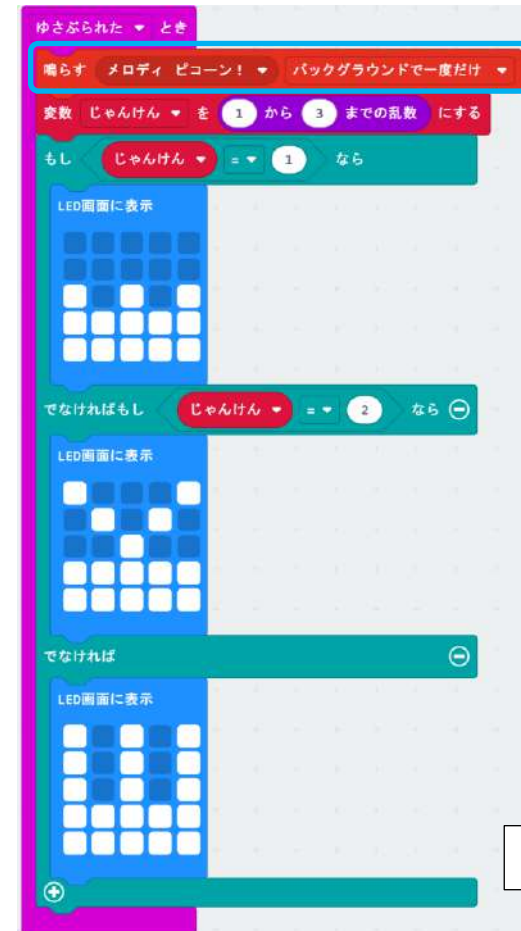 ゆさぶられた とき
鳴らす メロディ ピコーン! バックグラウンドで一度だけ
変数 じゃんけん を 1 から 3 までの乱数 にする
もし じゃんけん = 1 なら
LED画面に表示
でなければもし じゃんけん = 2 なら
LED画面に表示
でなければ
LED画面に表示